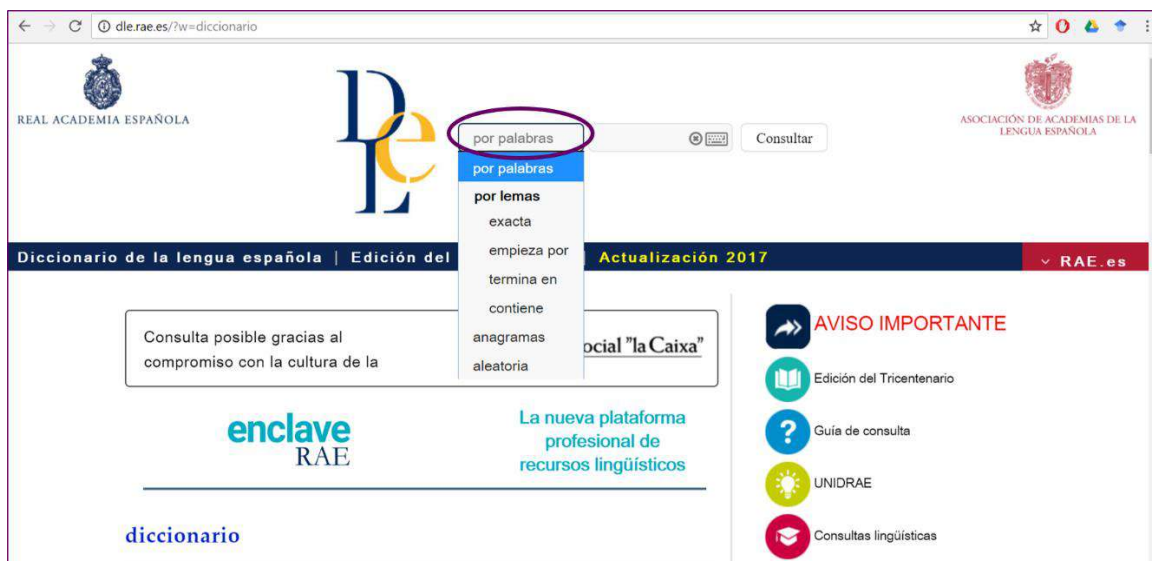 dle.rae.es/?w=diccionario
REAL ACADEMIA ESPAÑOLA
DLE
ASOCIACIÓN DE ACADEMIAS DE LA
LENGUA ESPAÑOLA
por palabras
Consultar
por palabras
por lemas
exacta
empieza por
termina en
contiene
anagramas
aleatoria
Diccionario de la lengua española | Edición del | Actualización 2017
RAE.es
Consulta posible gracias al
compromiso con la cultura de la
ocial "la Caixa"
enclave
RAE
La nueva plataforma
profesional de
recursos lingüísticos
diccionario
AVISO IMPORTANTE
Edición del Tricentenario
Guía de consulta
UNIDRAE
Consultas lingüísticas